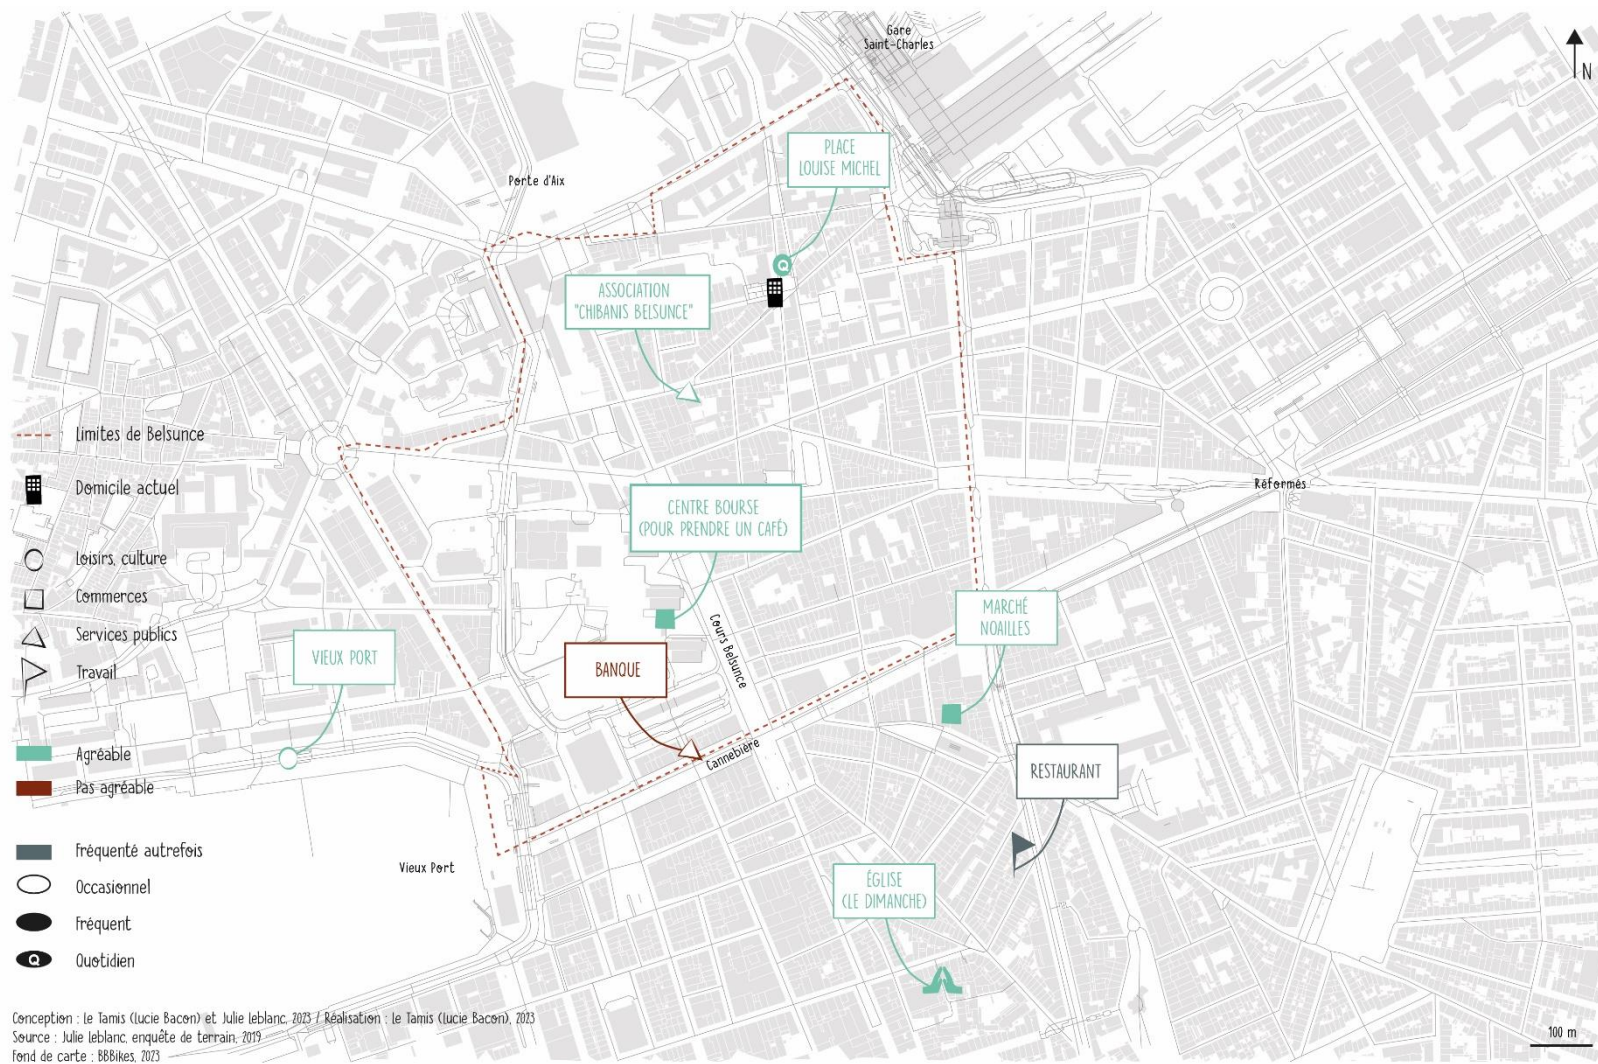 Gare
Saint-Charles
N
PLACE
LOUISE MICHEL
Porte d'Aix
Q
ASSOCIATION
"CHIBANIS BELSUNCE"
Limites de Belsunce
Domicile actuel
Réformés
CENTRE BOURSE
(POUR PRENDRE UN CAFÉ)
Loisirs, culture
Commerces
Services publics
Travail
MARCHÉ
NOAILLES
Cours Belsunce
VIEUX PORT
BANQUE
Cannebière
Agréable
Pas agréable
RESTAURANT
Fréquenté autrefois
Occasionnel
Fréquent
Q
Quotidien
Vieux Port
ÉGLISE
(LE DIMANCHE)
Conception : Le Tamis (Lucie Bacon) et Julie Leblanc, 2023 / Réalisation : Le Tamis (Lucie Bacon), 2023
Source : Julie Leblanc, enquête de terrain, 2019
Fond de carte : BBBikes, 2023
100 m